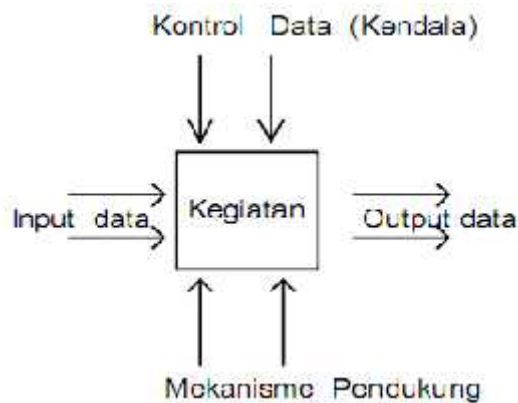 Kontrol Data (Kendala)
Kegiatan
Input data
Output data
Mekanisme Pendukung